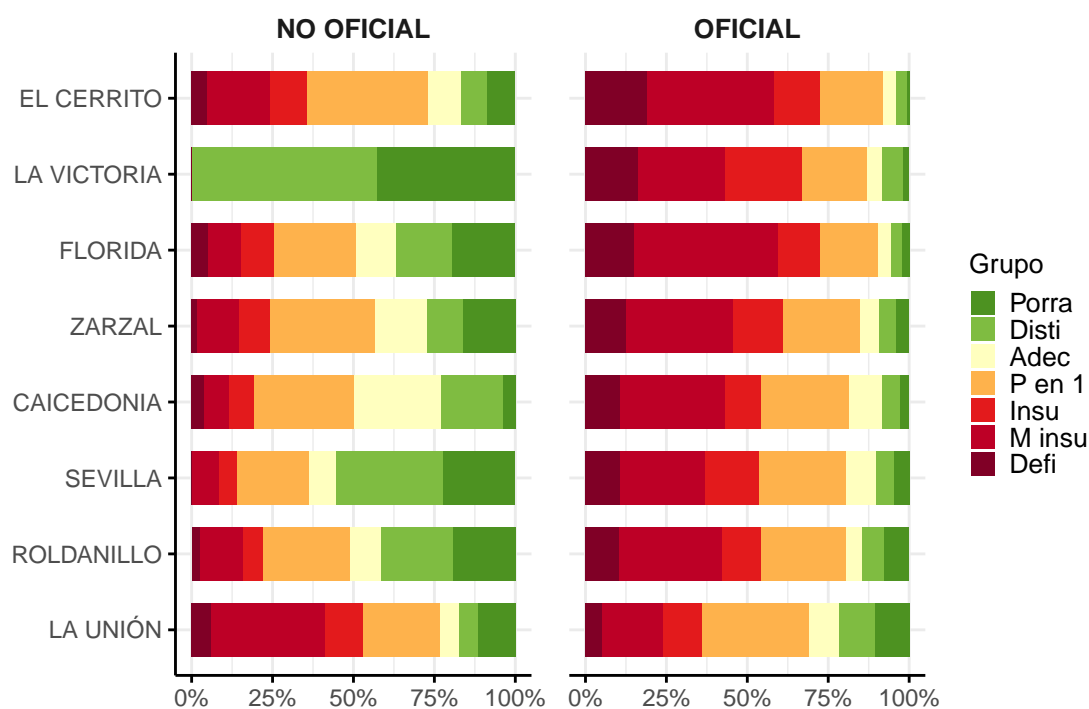 NO OFICIAL
OFICIAL
EL CERRITO
LA VICTORIA
FLORIDA
ZARZAL
CAICEDONIA
SEVILLA
ROLDANILLO
LA UNIÓN
0% 25% 50% 75% 100%
0% 25% 50% 75% 100%
Grupo
Porra
Disti
Adec
P en 1
Insu
M insu
Defi